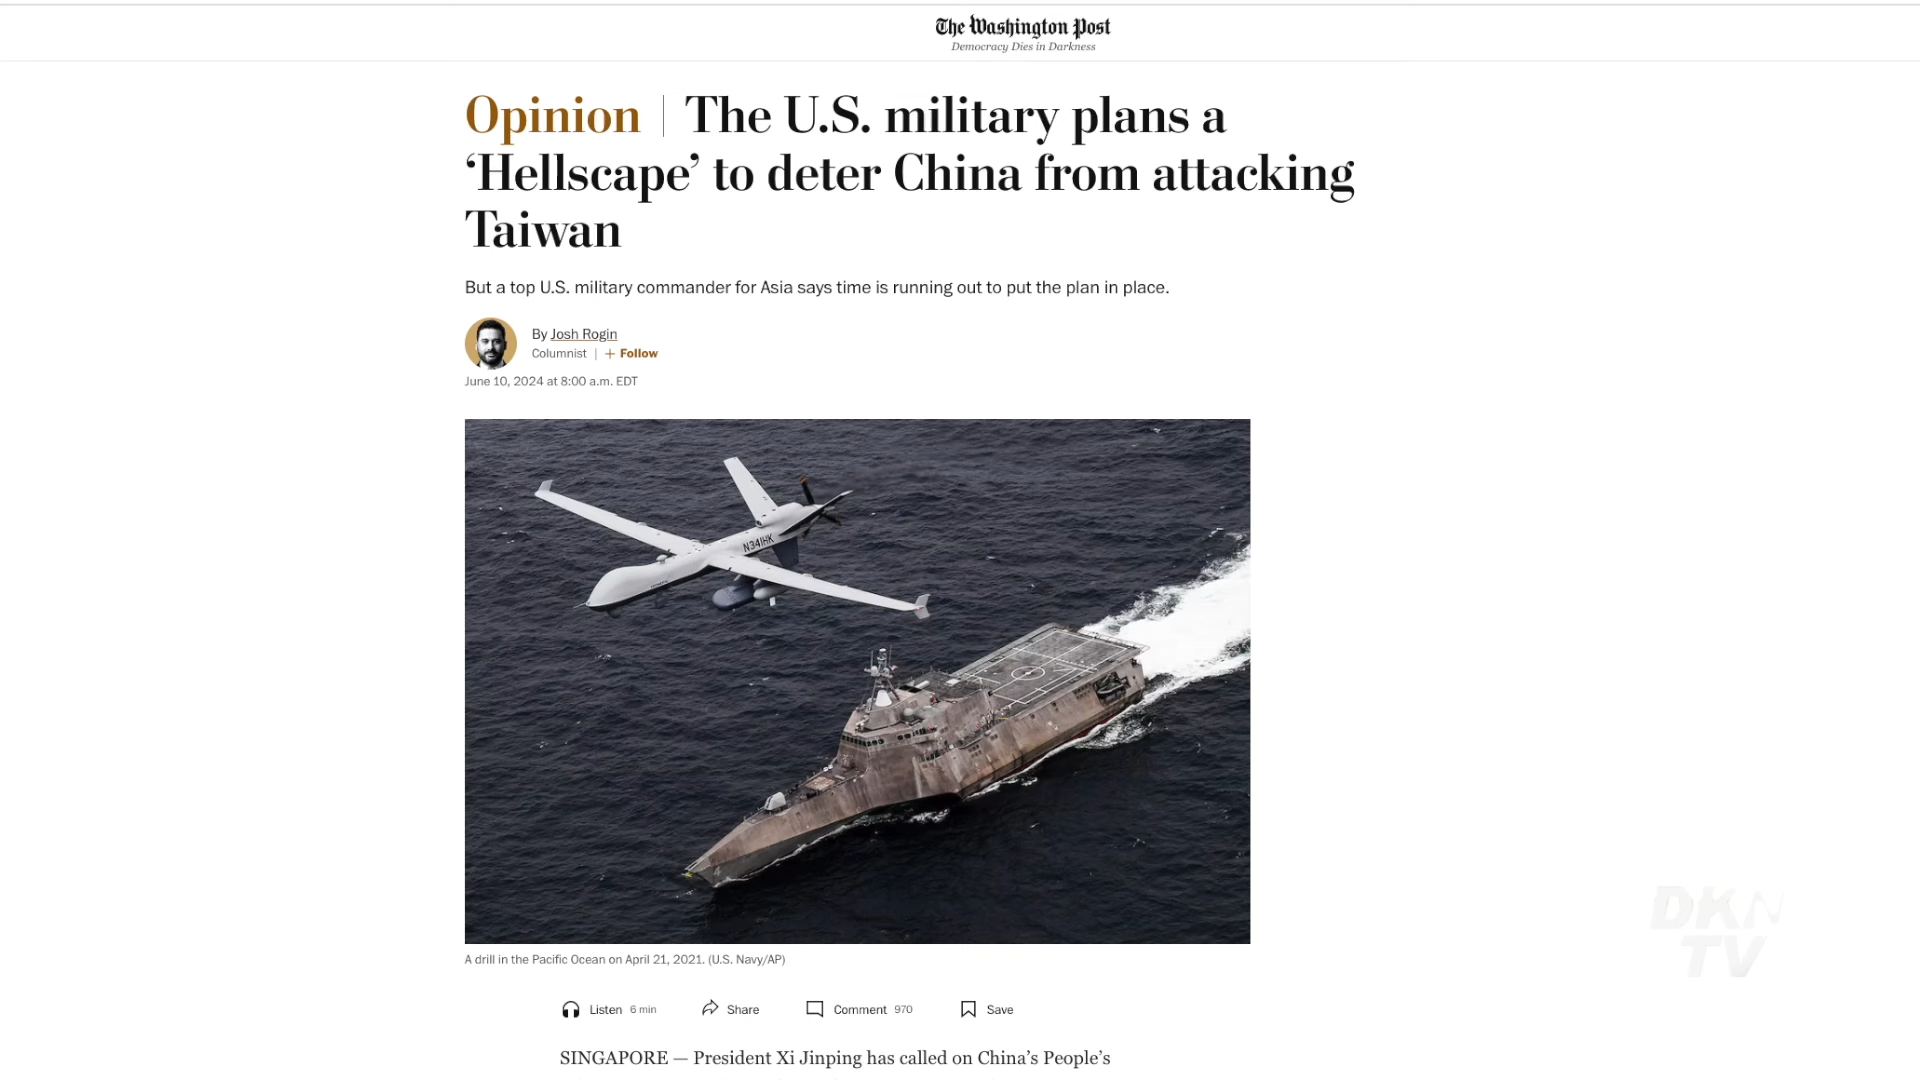 The Washington Post
Democracy Dies in Darkness
Opinion | The U.S. military plans a
‘Hellscape’ to deter China from attacking
Taiwan
But a top U.S. military commander for Asia says time is running out to put the plan in place.
By Josh Rogin
Columnist | + Follow
June 10, 2024 at 8:00 a.m. EDT
N341HK
A drill in the Pacific Ocean on April 21, 2021. (U.S. Navy/AP)
Listen 6 min Share Comment 970 Save
SINGAPORE — President Xi Jinping has called on China’s People’s
DKN
TV